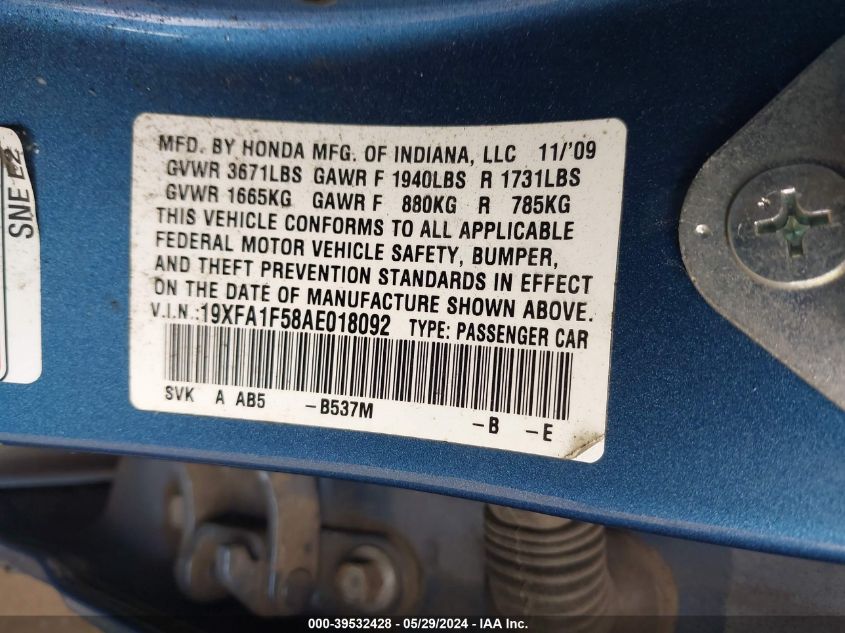 MFD. BY HONDA MFG. OF INDIANA, LLC 11/'09
GVWR 3671LBS GAWR F 1940LBS R 1731LBS
GVWR 1665KG GAWR F 880KG R 785KG
THIS VEHICLE CONFORMS TO ALL APPLICABLE
FEDERAL MOTOR VEHICLE SAFETY, BUMPER,
AND THEFT PREVENTION STANDARDS IN EFFECT
ON THE DATE OF MANUFACTURE SHOWN ABOVE.
V.I.N.:19XFA1F58AE018092 TYPE: PASSENGER CAR
SVK A AB5 -B537M -B -E
SNE E2
000-39532428 - 05/29/2024 - IAA Inc.